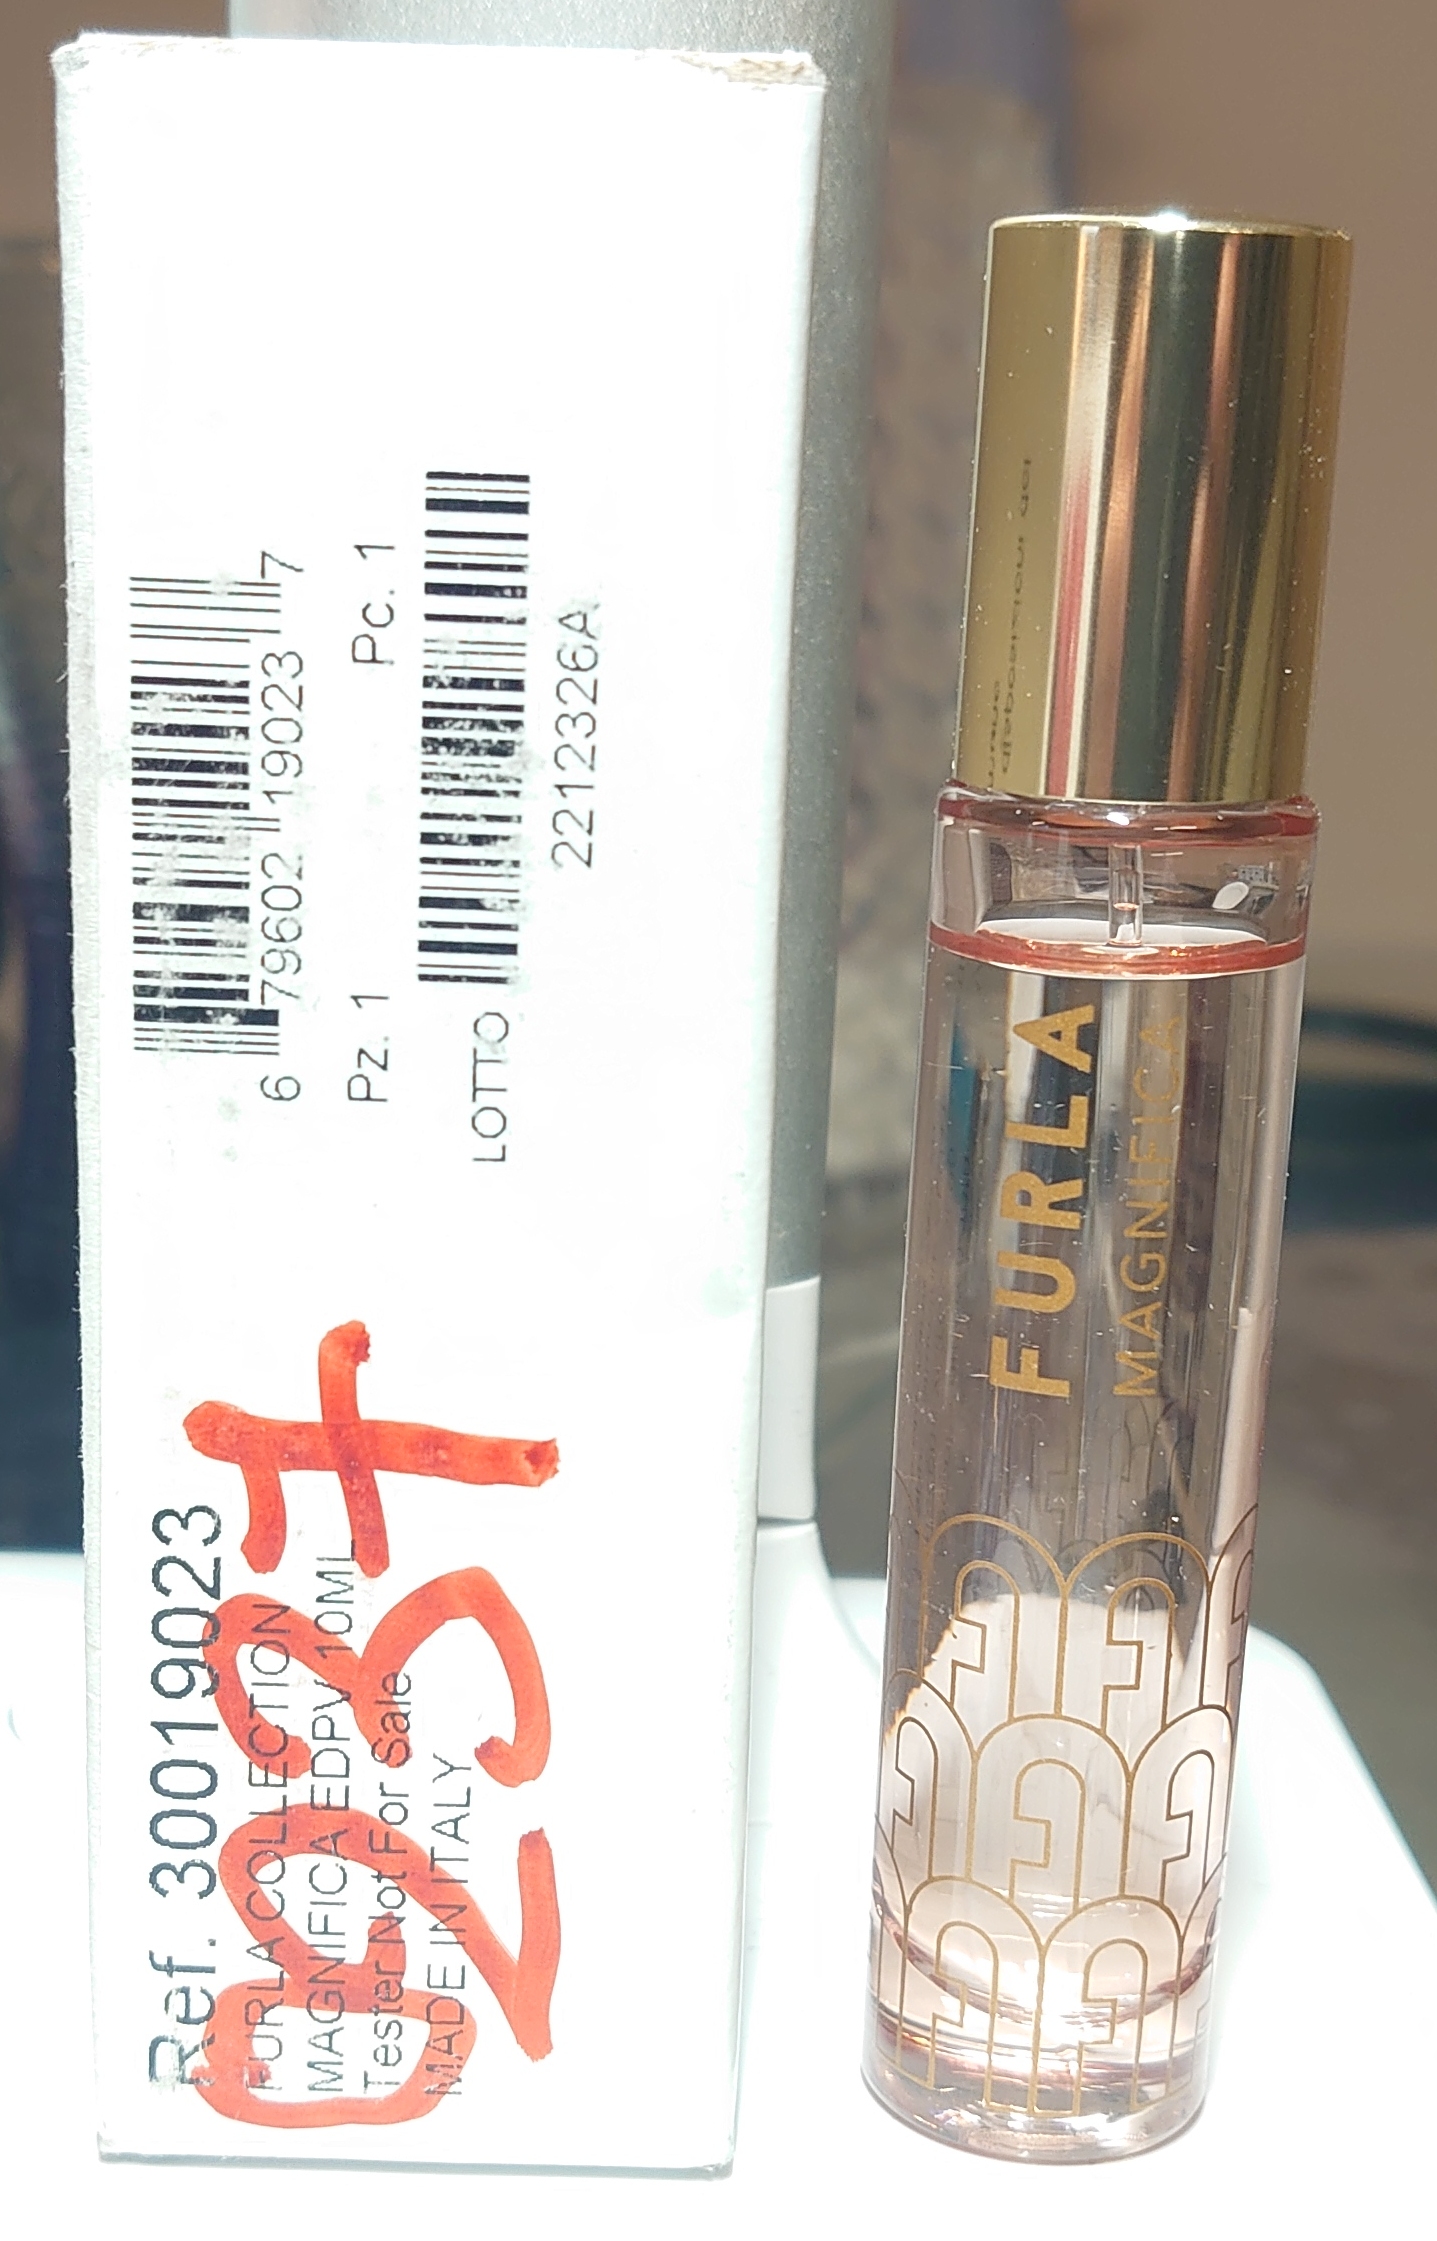 Ref. 30019023
FURLA COLLECTION
MAGNIFICA EDPV 10ML
Tester Not For Sale
MADE IN ITALY
6 79602 19023 7
Pz. 1 Pc. 1
LOTTO
2212326A
FURLA
MAGNIFICA